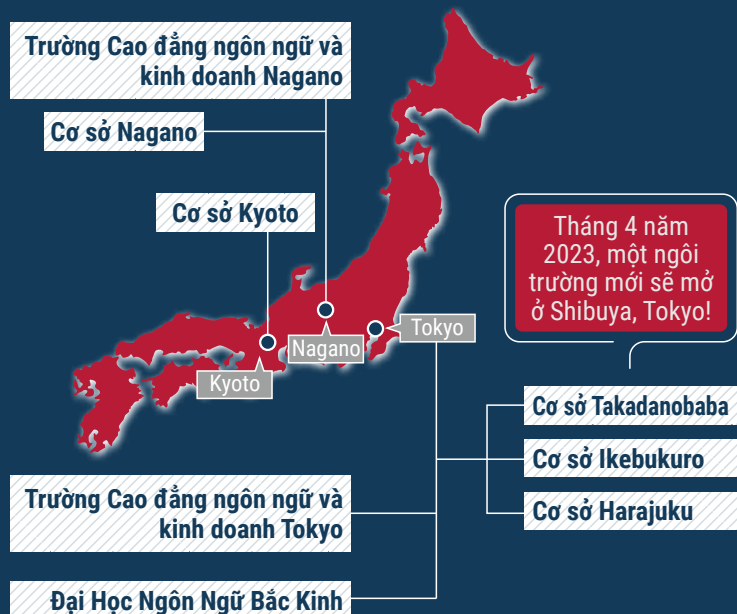 Trường Cao đẳng ngôn ngữ và
kinh doanh Nagano
Cơ sở Nagano
Cơ sở Kyoto
Tháng 4 năm
2023, một ngôi
trường mới sẽ mở
ở Shibuya, Tokyo!
Tokyo
Nagano
Kyoto
Cơ sở Takadanobaba
Cơ sở Ikebukuro
Cơ sở Harajuku
Trường Cao đẳng ngôn ngữ và
kinh doanh Tokyo
Đại Học Ngôn Ngữ Bắc Kinh